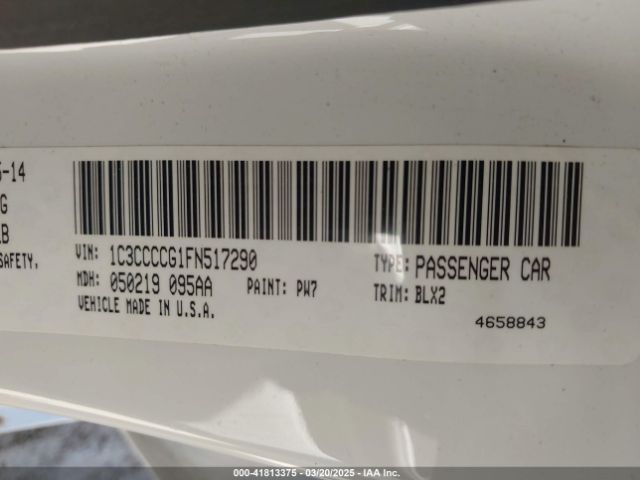 5-14
G
LB
SAFETY.
VIN: 1C3CCCCG1FN517290
TYPE: PASSENGER CAR
MDH: 050219 095AA
PAINT: PW7
TRIM: BLX2
VEHICLE MADE IN U.S.A.
4658843
000-41813375 - 03/20/2025 - IAA Inc.